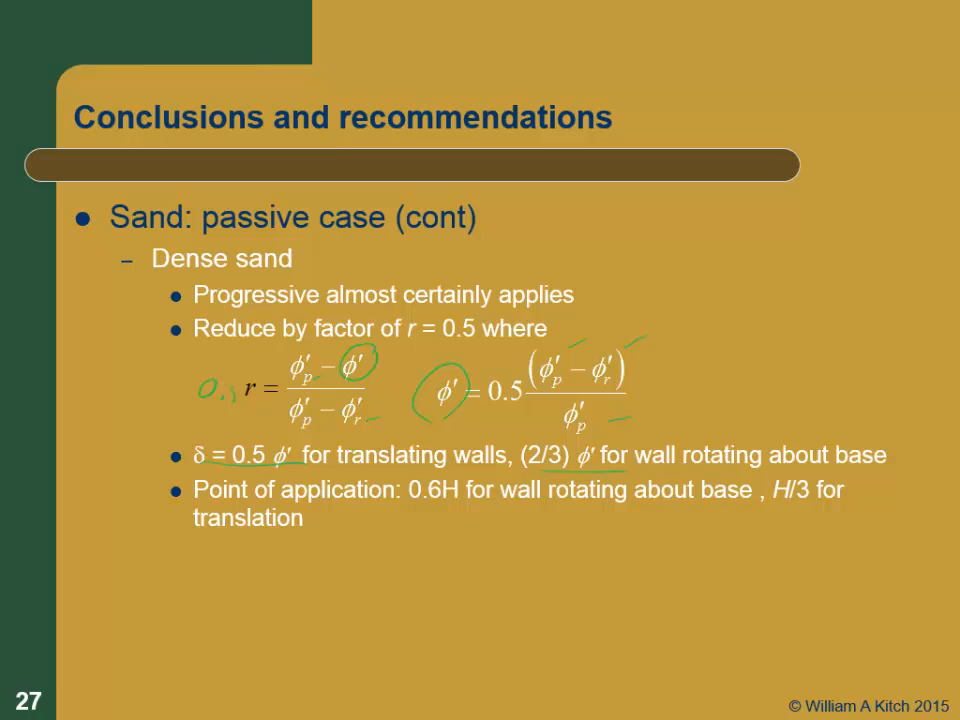 Conclusions and recommendations
● Sand: passive case (cont)
– Dense sand
● Progressive almost certainly applies
● Reduce by factor of r = 0.5 where
0.5 r = (ϕ′p − ϕ′) / (ϕ′p − ϕ′r) ϕ′ = 0.5 (ϕ′p − ϕ′r) / ϕ′p
● δ = 0.5 ϕ′ for translating walls, (2/3) ϕ′ for wall rotating about base
● Point of application: 0.6H for wall rotating about base , H/3 for
translation
27
© William A Kitch 2015